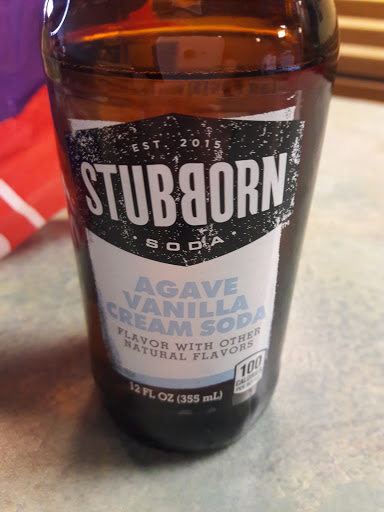 EST. 2015
STUBBORN
SODA
AGAVE
VANILLA
CREAM SODA
FLAVOR WITH OTHER
NATURAL FLAVORS
100
CALORIES
12 FL OZ (355 mL)